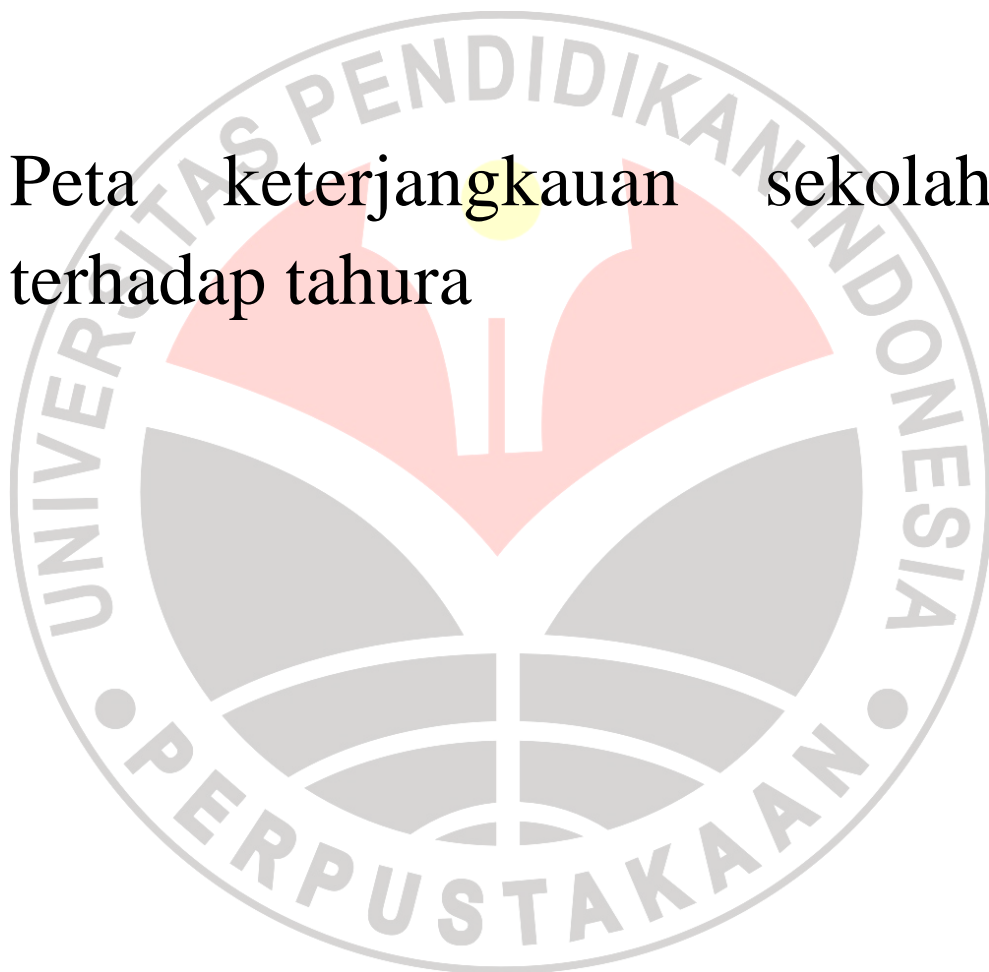 Peta keterjangkauan sekolah
terhadap tahura
UNIVERSITAS PENDIDIKAN INDONESIA
PERPUSTAKAAN